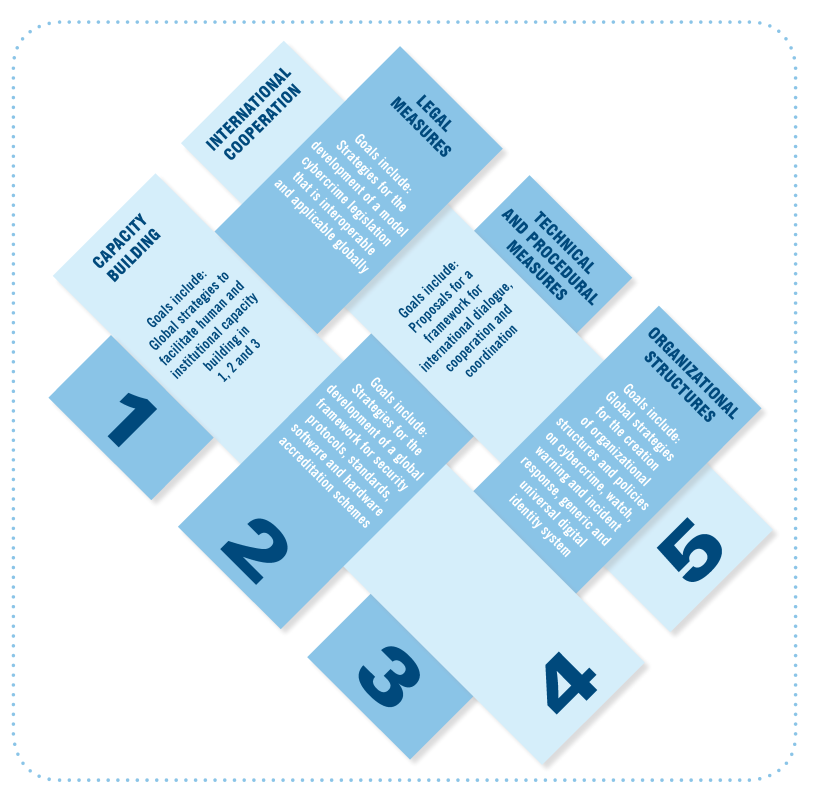 INTERNATIONAL
COOPERATION
LEGAL
MEASURES
Goals include:
Strategies for the
development of a model
cybercrime legislation
that is interoperable
and applicable globally
CAPACITY
BUILDING
Goals include:
Global strategies to
facilitate human and
institutional capacity
building in
1, 2 and 3
TECHNICAL
AND PROCEDURAL
MEASURES
Goals include:
Proposals for a
framework for
international dialogue,
cooperation and
coordination
ORGANIZATIONAL
STRUCTURES
Goals include:
Global strategies
for the creation
of organizational
structures and policies
on cybercrime, watch,
warning and incident
response, generic and
universal digital
identity system
1
Goals include:
Strategies for the
development of a global
framework for security
protocols, standards,
software and hardware
accreditation schemes
2
3
4
5